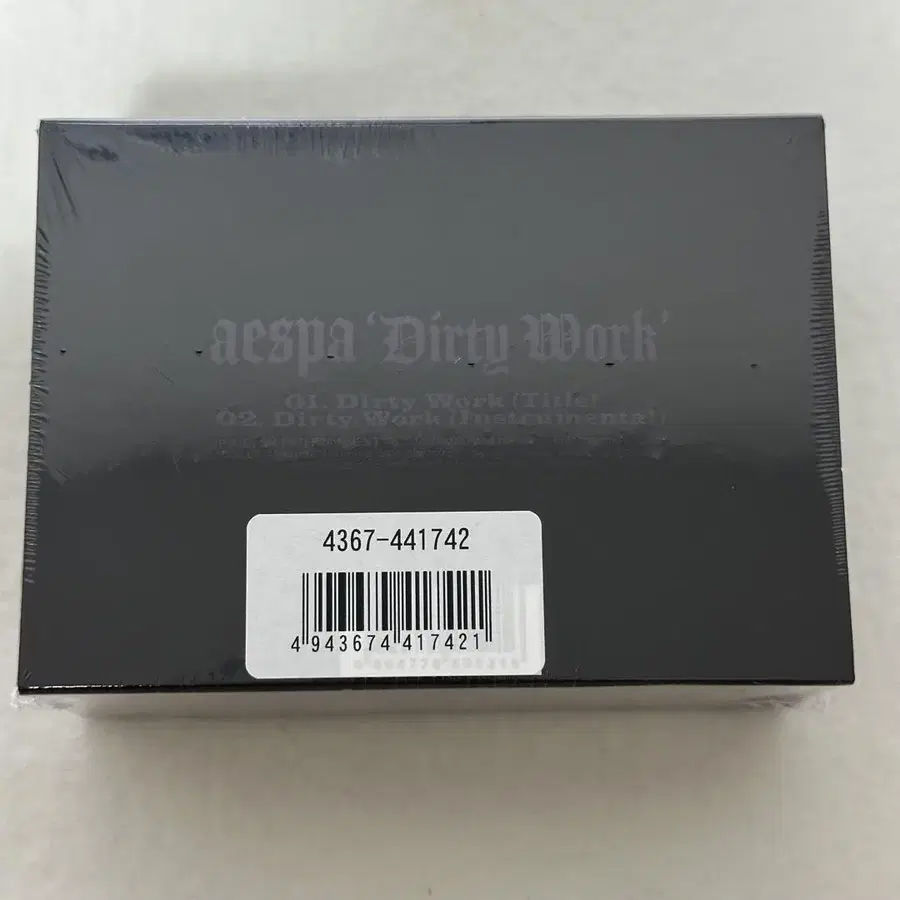 aespa 'Dirty Work'
01. Dirty Work (Title)
02. Dirty Work (Instrumental)
4367-441742
4 943674 417421